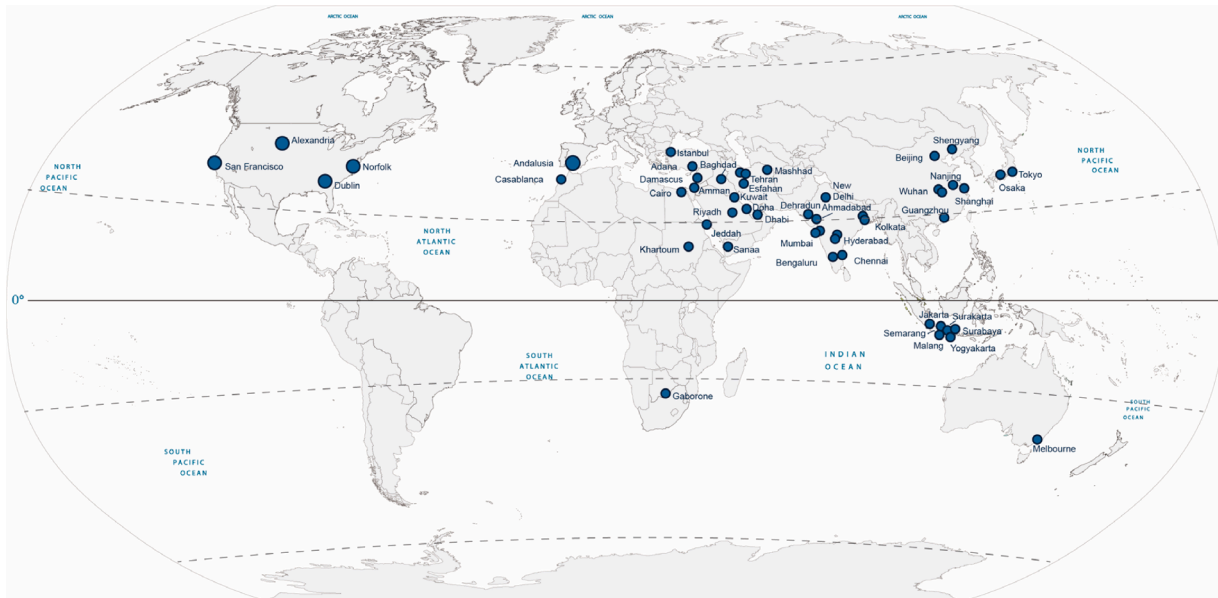 ARCTIC OCEAN
ARCTIC OCEAN
ARCTIC OCEAN
Alexandria
Shengyang
NORTH
PACIFIC
OCEAN
San Francisco
Norfolk
Dublin
Andalusia
Casablanca
Istanbul
Adana
Baghdad
Damascus
Tehran
Mashhad
Esfahan
Cairo
Amman
Kuwait
Riyadh
Doha
Dhabi
Jeddah
Khartoum
Sanaa
New
Delhi
Dehradun
Ahmadabad
Kolkata
Mumbai
Hyderabad
Bengaluru
Chennai
Beijing
Nanjing
Wuhan
Shanghai
Guangzhou
Osaka
Tokyo
NORTH
PACIFIC
OCEAN
NORTH
ATLANTIC
OCEAN
0°
Jakarta
Surakarta
Semarang
Surabaya
Malang
Yogyakarta
SOUTH
ATLANTIC
OCEAN
INDIAN
OCEAN
Gaborone
SOUTH
PACIFIC
OCEAN
Melbourne
SOUTH
PACIFIC
OCEAN